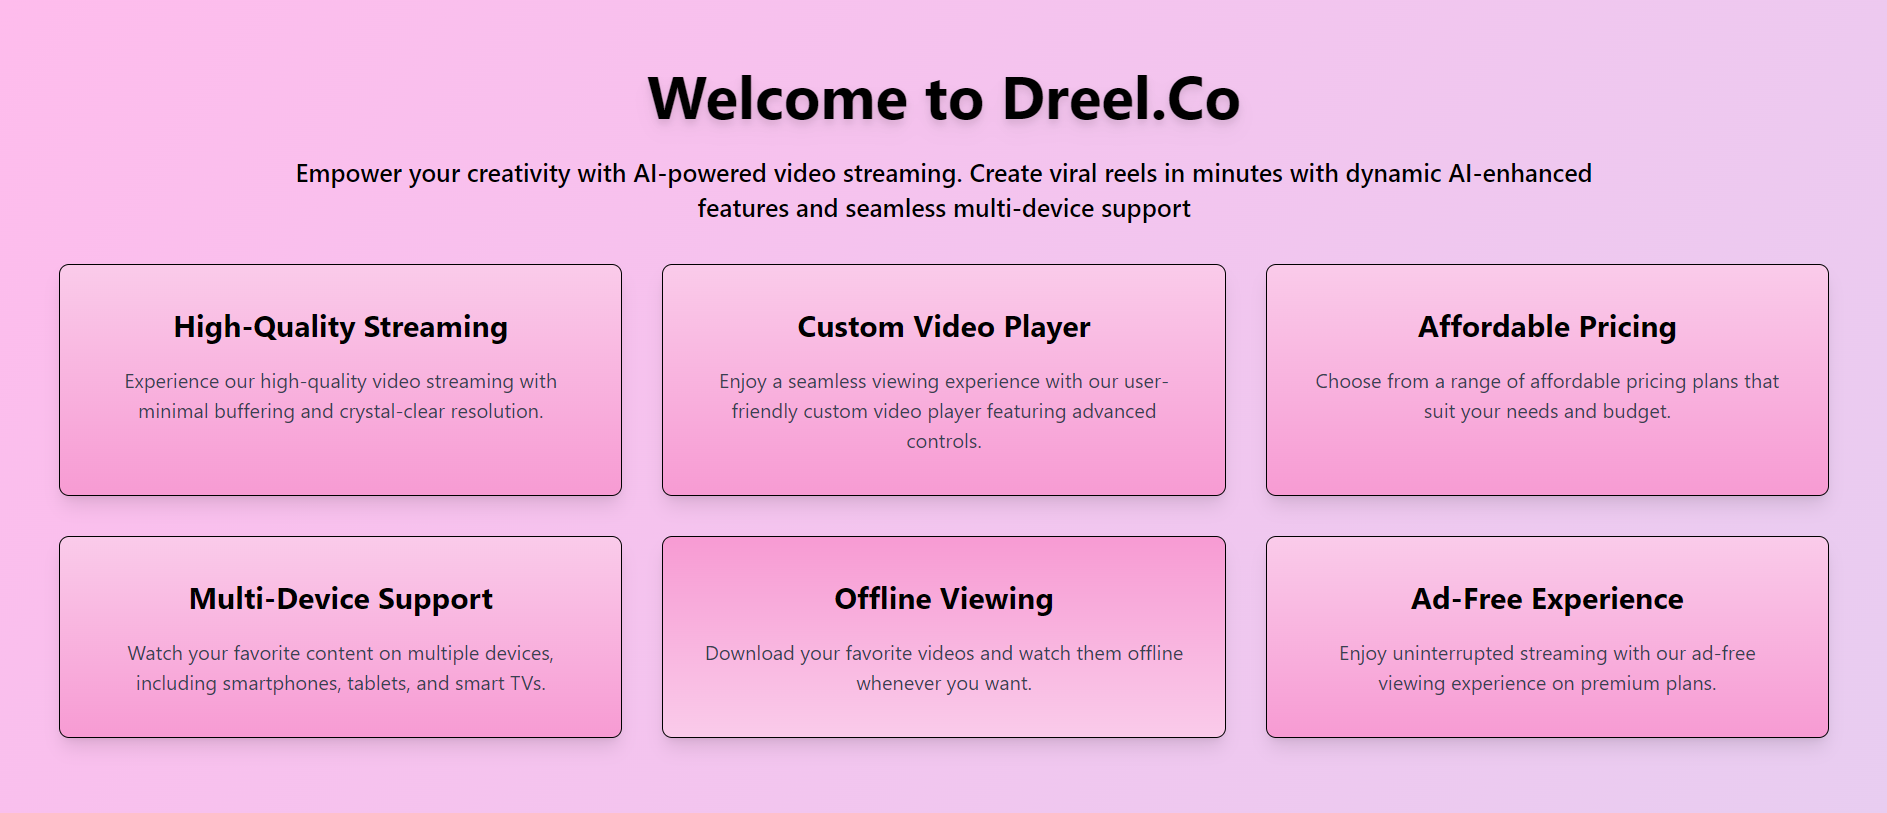 Welcome to Dreel.Co
Empower your creativity with AI-powered video streaming. Create viral reels in minutes with dynamic AI-enhanced
features and seamless multi-device support
High-Quality Streaming
Experience our high-quality video streaming with
minimal buffering and crystal-clear resolution.
Custom Video Player
Enjoy a seamless viewing experience with our user-
friendly custom video player featuring advanced
controls.
Affordable Pricing
Choose from a range of affordable pricing plans that
suit your needs and budget.
Multi-Device Support
Watch your favorite content on multiple devices,
including smartphones, tablets, and smart TVs.
Offline Viewing
Download your favorite videos and watch them offline
whenever you want.
Ad-Free Experience
Enjoy uninterrupted streaming with our ad-free
viewing experience on premium plans.